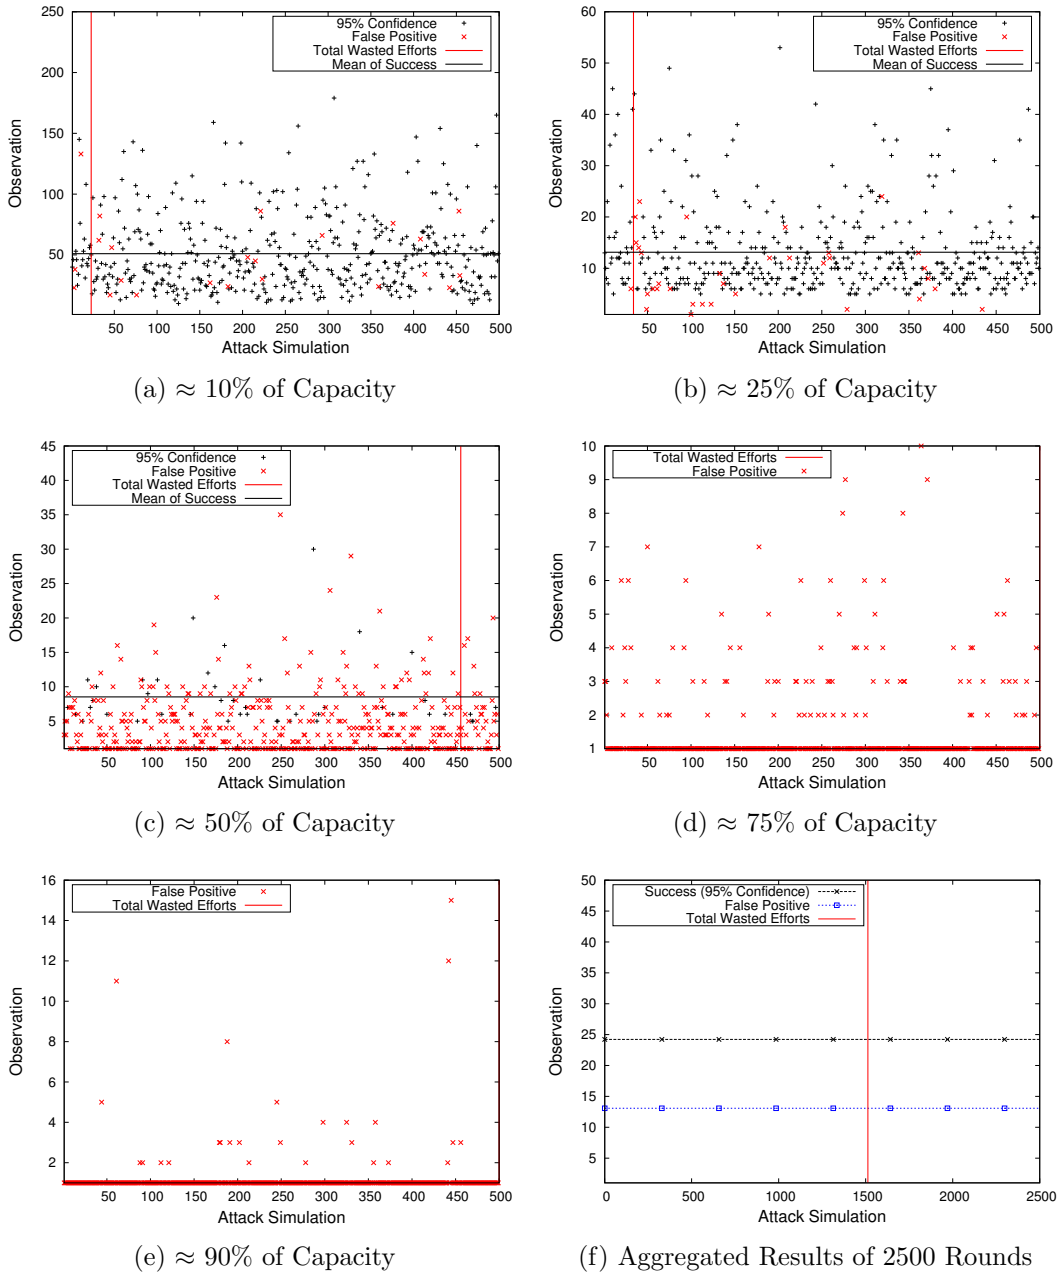 95% Confidence
False Positive
Total Wasted Efforts
Mean of Success
250
200
150
100
50
Observation
50 100 150 200 250 300 350 400 450 500
Attack Simulation
(a) ≈ 10% of Capacity
95% Confidence
False Positive
Total Wasted Efforts
Mean of Success
60
50
40
30
20
10
Observation
50 100 150 200 250 300 350 400 450 500
Attack Simulation
(b) ≈ 25% of Capacity
95% Confidence
False Positive
Total Wasted Efforts
Mean of Success
45
40
35
30
25
20
15
10
5
Observation
50 100 150 200 250 300 350 400 450 500
Attack Simulation
(c) ≈ 50% of Capacity
Total Wasted Efforts
False Positive
10
9
8
7
6
5
4
3
2
1
Observation
50 100 150 200 250 300 350 400 450 500
Attack Simulation
(d) ≈ 75% of Capacity
False Positive
Total Wasted Efforts
16
14
12
10
8
6
4
2
Observation
50 100 150 200 250 300 350 400 450 500
Attack Simulation
(e) ≈ 90% of Capacity
Success (95% Confidence)
False Positive
Total Wasted Efforts
50
45
40
35
30
25
20
15
10
5
Observation
0 500 1000 1500 2000 2500
Attack Simulation
(f) Aggregated Results of 2500 Rounds